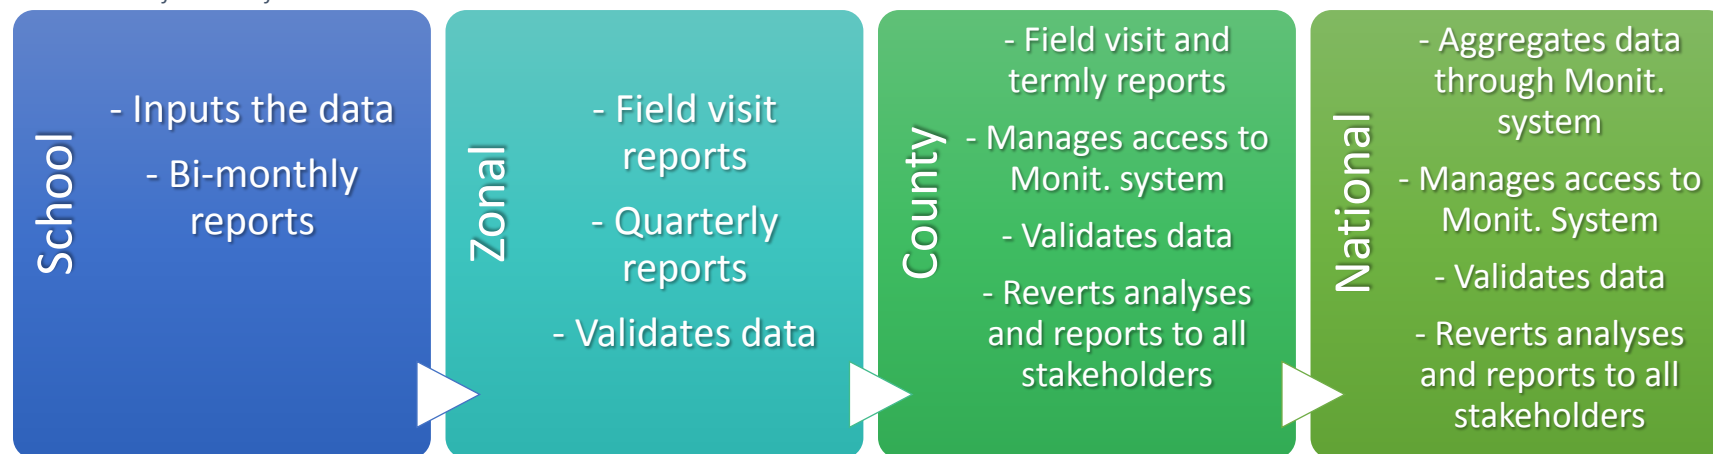 School
- Inputs the data
- Bi-monthly
reports
Zonal
- Field visit
reports
- Quarterly
reports
- Validates data
County
- Field visit and
termly reports
- Manages access to
Monit. system
- Validates data
- Reverts analyses
and reports to all
stakeholders
National
- Aggregates data
through Monit.
system
- Manages access to
Monit. System
- Validates data
- Reverts analyses
and reports to all
stakeholders